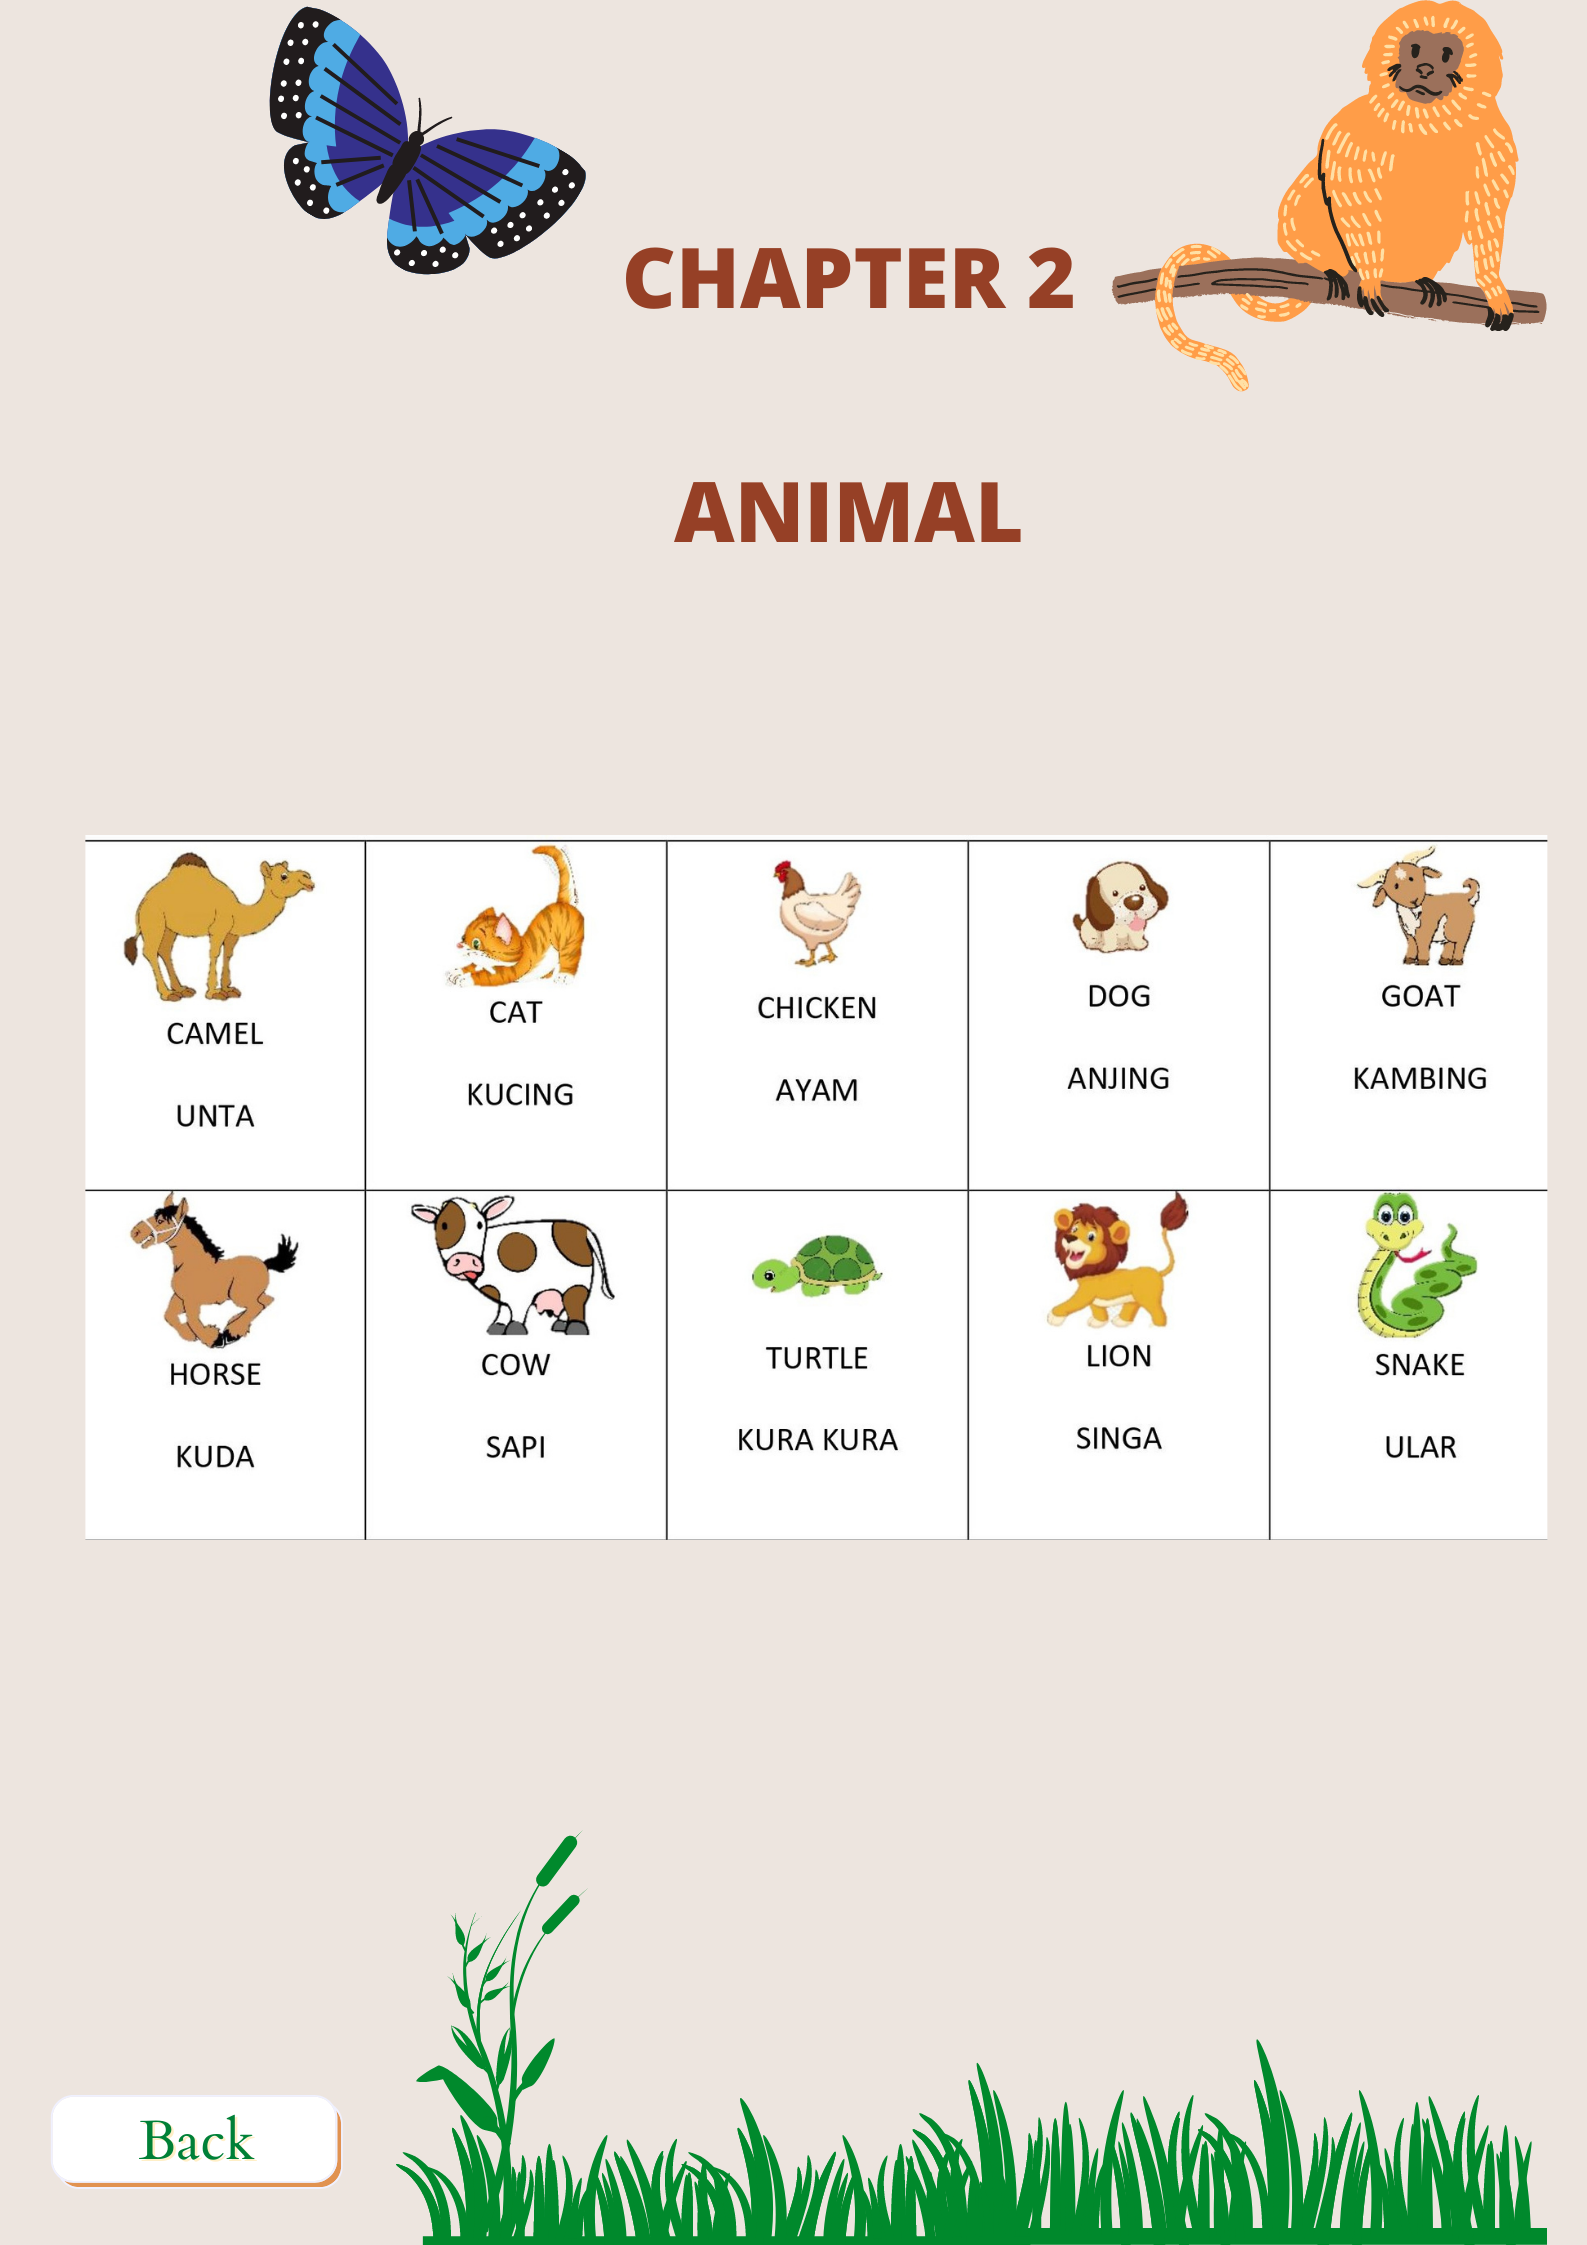 CHAPTER 2
ANIMAL
CAMEL
UNTA
CAT
KUCING
CHICKEN
AYAM
DOG
ANJING
GOAT
KAMBING
HORSE
KUDA
COW
SAPI
TURTLE
KURA KURA
LION
SINGA
SNAKE
ULAR
Back